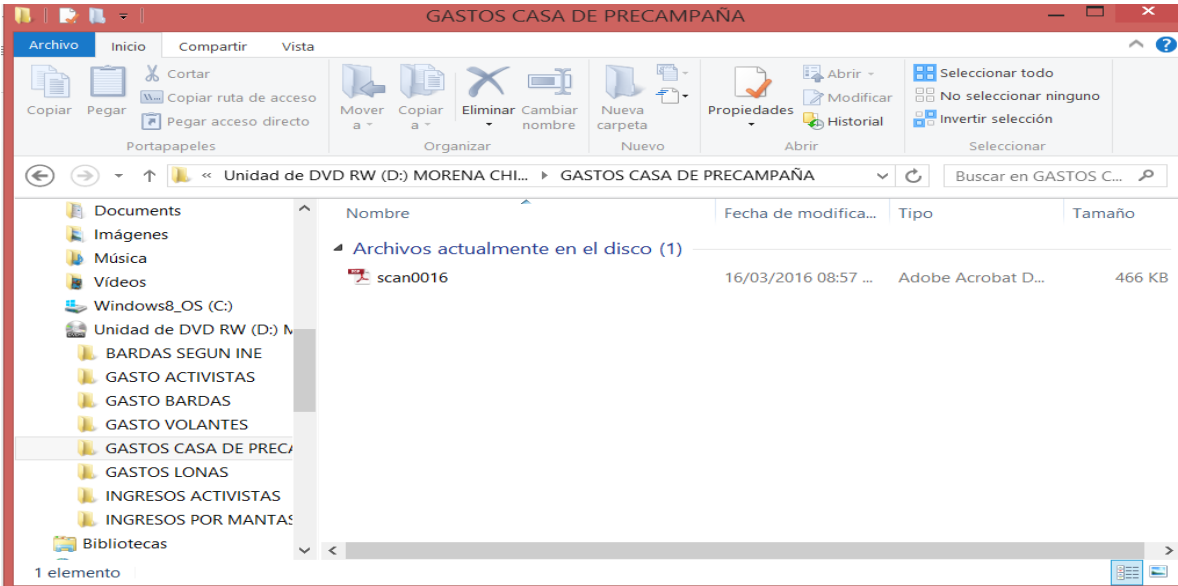 GASTOS CASA DE PRECAMPAÑA
Archivo Inicio Compartir Vista
Copiar
Pegar
Cortar
Copiar ruta de acceso
Pegar acceso directo
Portapapeles
Mover a
Copiar a
Eliminar
Cambiar nombre
Organizar
Nueva carpeta
Nuevo
Propiedades
Abrir
Modificar
Historial
Abrir
Seleccionar todo
No seleccionar ninguno
Invertir selección
Seleccionar
« Unidad de DVD RW (D:) MORENA CHI... GASTOS CASA DE PRECAMPAÑA
Buscar en GASTOS C...
Documents
Imágenes
Música
Vídeos
Windows8_OS (C:)
Unidad de DVD RW (D:) M
BARDAS SEGUN INE
GASTO ACTIVISTAS
GASTO BARDAS
GASTO VOLANTES
GASTOS CASA DE PRECA
GASTOS LONAS
INGRESOS ACTIVISTAS
INGRESOS POR MANTAS
Bibliotecas
Nombre Fecha de modifica... Tipo Tamaño
Archivos actualmente en el disco (1)
scan0016 16/03/2016 08:57 ... Adobe Acrobat D... 466 KB
1 elemento